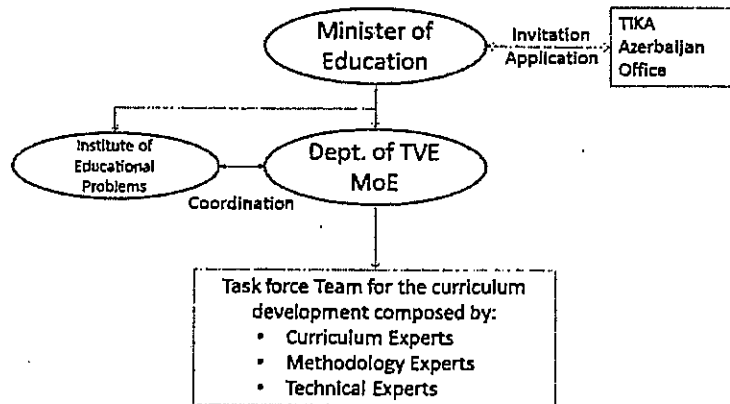 Minister of
Education
Invitation
Application
TIKA
Azerbaijan
Office
Institute of
Educational
Problems
Coordination
Dept. of TVE
MoE
Task force Team for the curriculum
development composed by:
• Curriculum Experts
• Methodology Experts
• Technical Experts